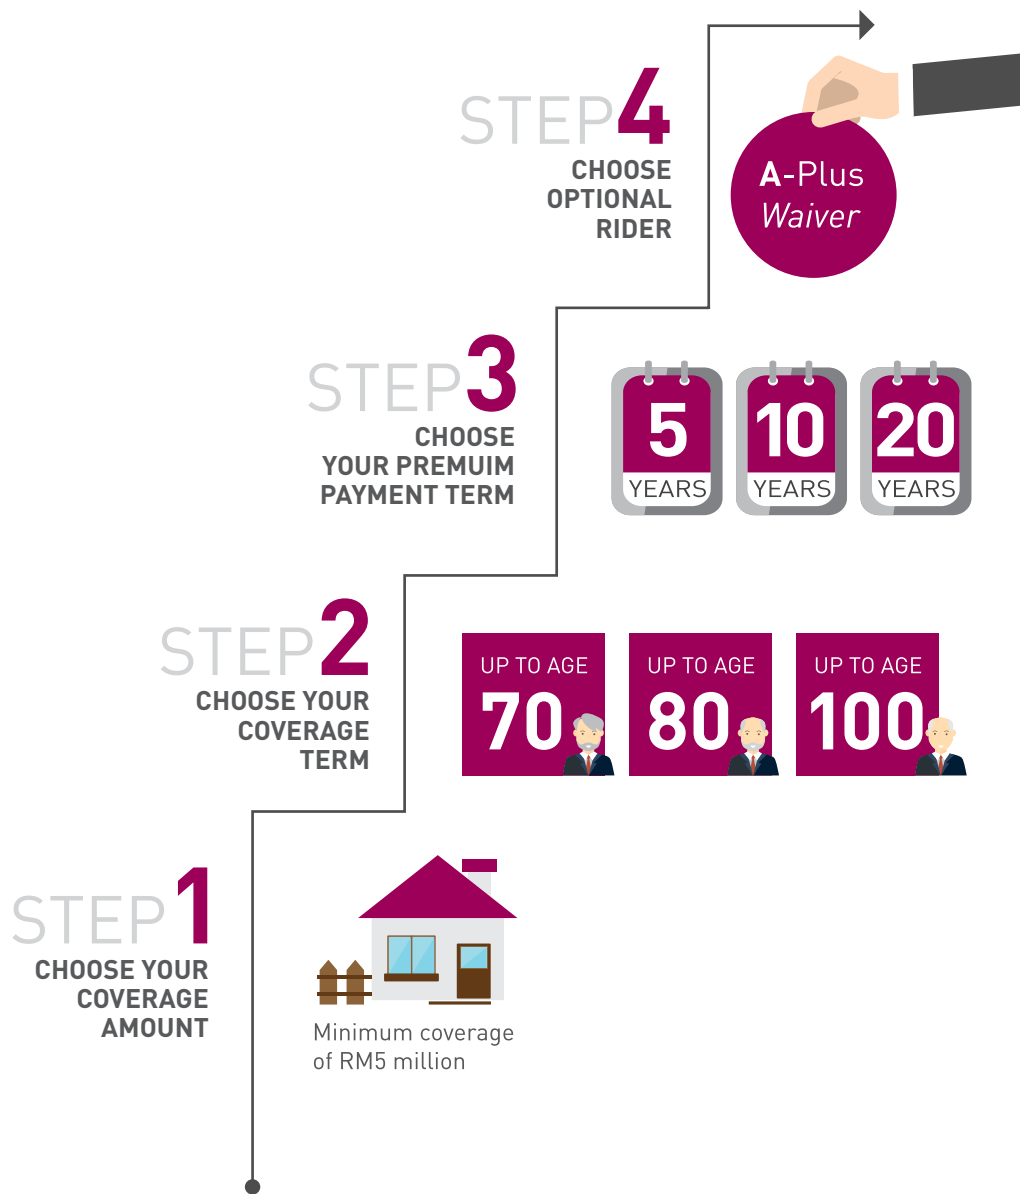 STEP4
CHOOSE
OPTIONAL
RIDER
A-Plus
Waiver
STEP3
CHOOSE
YOUR PREMUIM
PAYMENT TERM
5
YEARS
10
YEARS
20
YEARS
STEP2
CHOOSE YOUR
COVERAGE
TERM
UP TO AGE
70
UP TO AGE
80
UP TO AGE
100
STEP1
CHOOSE YOUR
COVERAGE
AMOUNT
Minimum coverage
of RM5 million